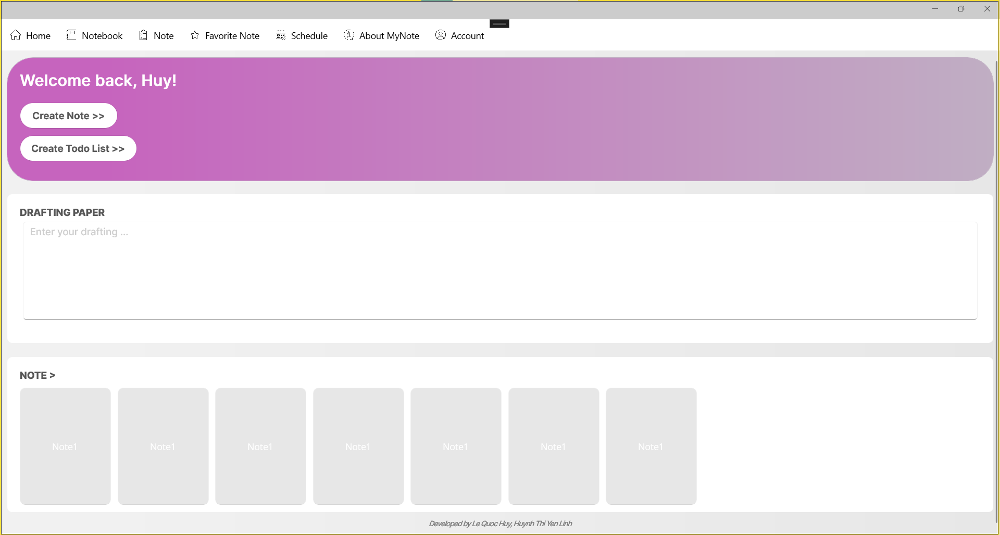 Home Notebook Note Favorite Note Schedule About MyNote Account
Welcome back, Huy!
Create Note >>
Create Todo List >>
DRAFTING PAPER
Enter your drafting ...
NOTE >
Note1 Note1 Note1 Note1 Note1 Note1 Note1
Developed by Le Quoc Huy, Huynh Thi Yen Linh